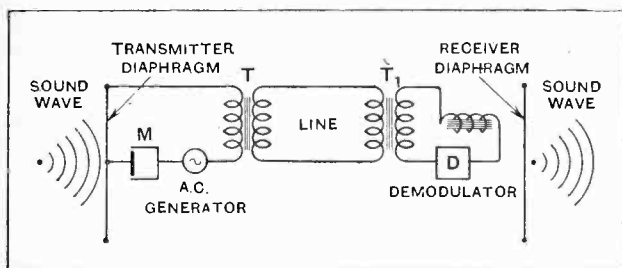 TRANSMITTER
DIAPHRAGM
T
T1
RECEIVER
DIAPHRAGM
SOUND
WAVE
SOUND
WAVE
M
LINE
A.C.
GENERATOR
D
DEMODULATOR